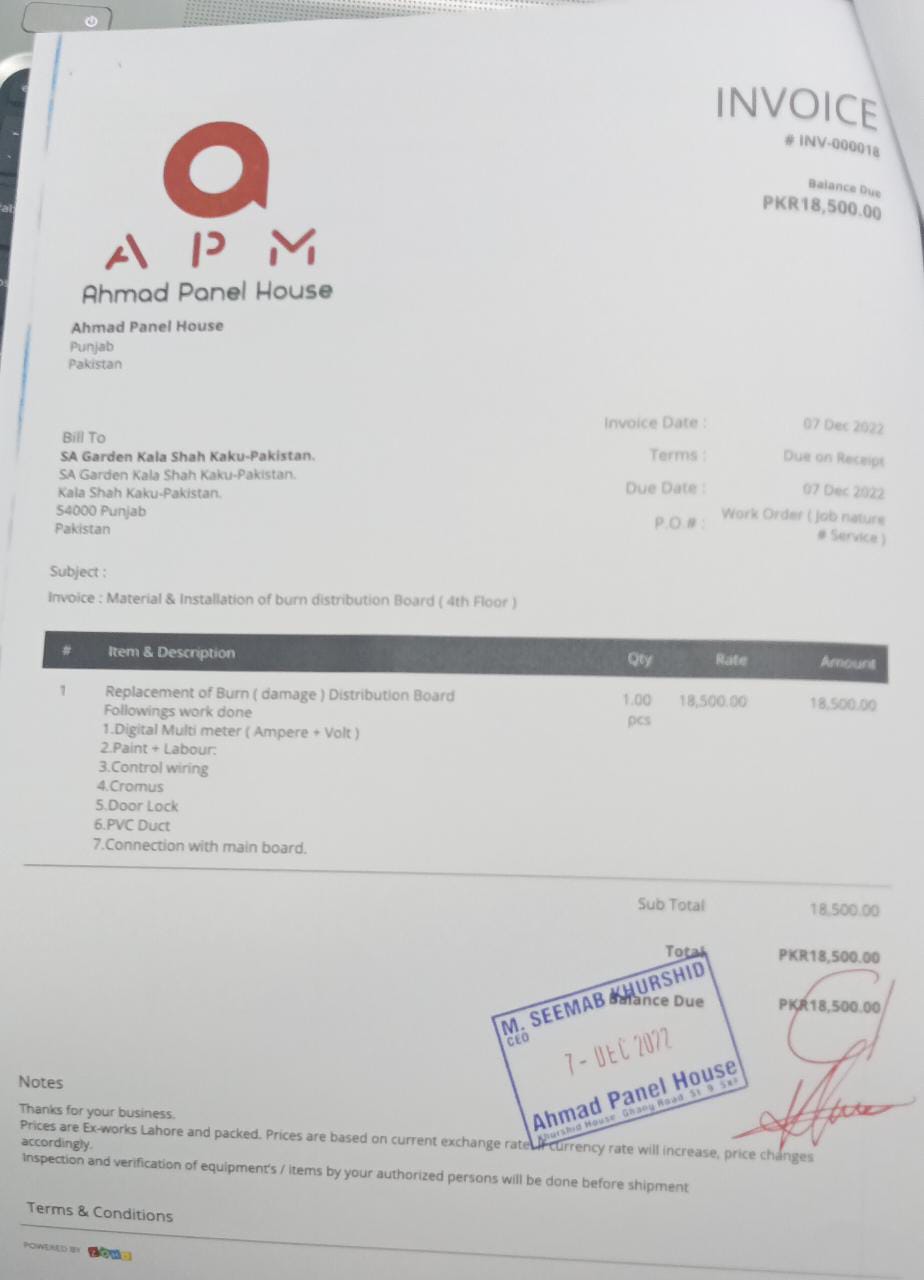 INVOICE
# INV-000018
Balance Due
PKR18,500.00
A P M
Ahmad Panel House
Ahmad Panel House
Punjab
Pakistan
Bill To
SA Garden Kala Shah Kaku-Pakistan.
SA Garden Kala Shah Kaku-Pakistan.
Kala Shah Kaku-Pakistan.
54000 Punjab
Pakistan
Invoice Date : 07 Dec 2022
Terms : Due on Receipt
Due Date : 07 Dec 2022
P.O.# : Work Order ( Job nature
# Service )
Subject :
Invoice : Material & Installation of burn distribution Board ( 4th Floor )
# Item & Description Qty Rate Amount
1 Replacement of Burn ( damage ) Distribution Board 1.00 18,500.00 18,500.00
Followings work done pcs
1.Digital Multi meter ( Ampere + Volt )
2.Paint + Labour:
3.Control wiring
4.Cromus
5.Door Lock
6.PVC Duct
7.Connection with main board.
Sub Total 18,500.00
Total PKR18,500.00
Balance Due PKR18,500.00
M. SEEMAB KHURSHID
CEO
7- DEC 2022
Ahmad Panel House
Khurshid House Ghany Road St 9
Notes
Thanks for your business.
Prices are Ex-works Lahore and packed. Prices are based on current exchange rate. If currency rate will increase, price changes
accordingly.
Inspection and verification of equipment's / items by your authorized persons will be done before shipment
Terms & Conditions
POWERED BY ZOHO